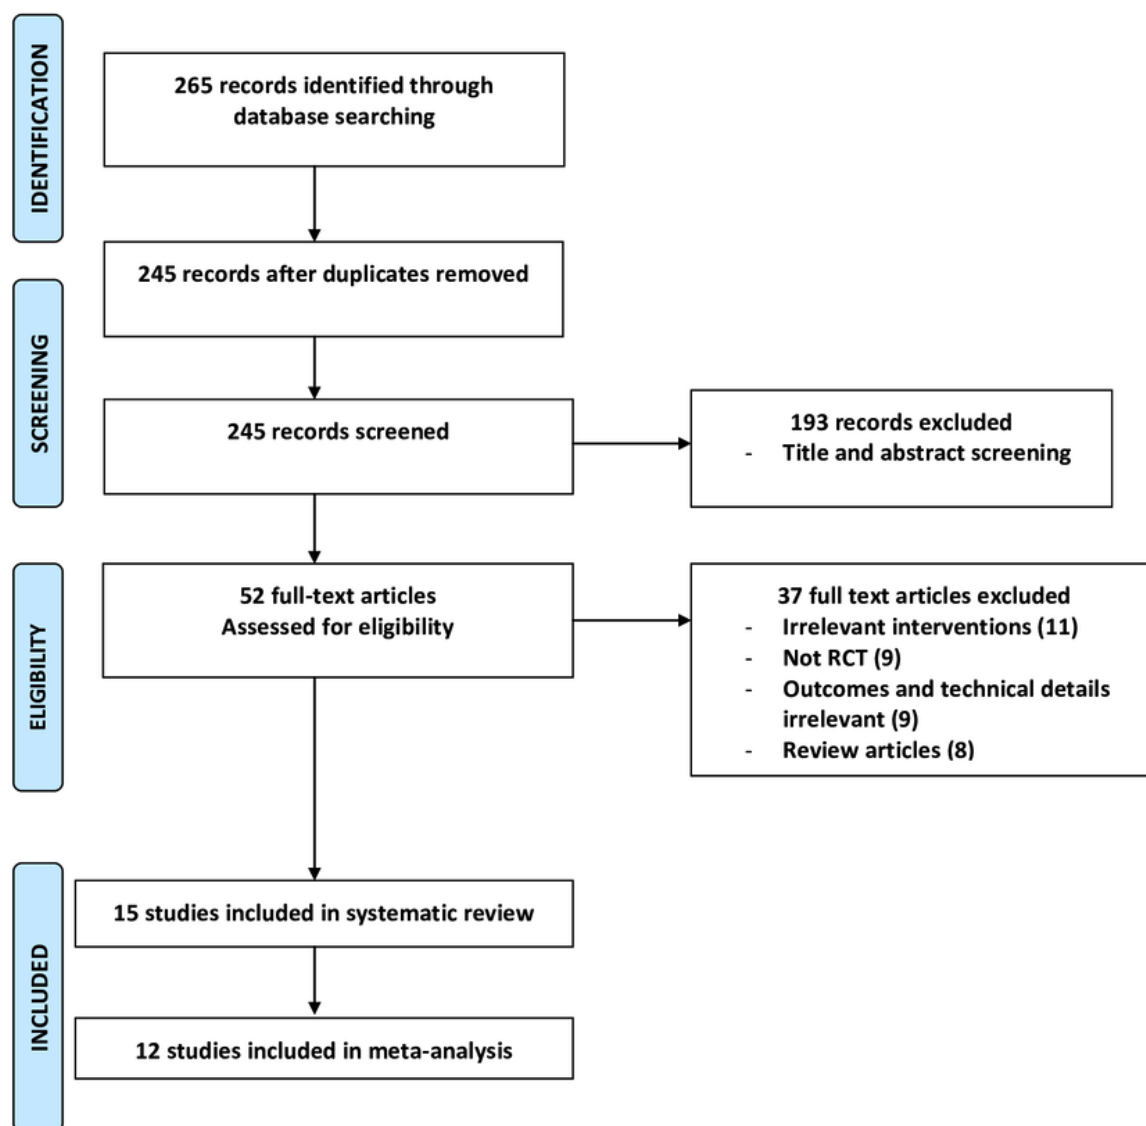 IDENTIFICATION
265 records identified through
database searching
245 records after duplicates removed
SCREENING
245 records screened
193 records excluded
- Title and abstract screening
ELIGIBILITY
52 full-text articles
Assessed for eligibility
37 full text articles excluded
- Irrelevant interventions (11)
- Not RCT (9)
- Outcomes and technical details
irrelevant (9)
- Review articles (8)
INCLUDED
15 studies included in systematic review
12 studies included in meta-analysis